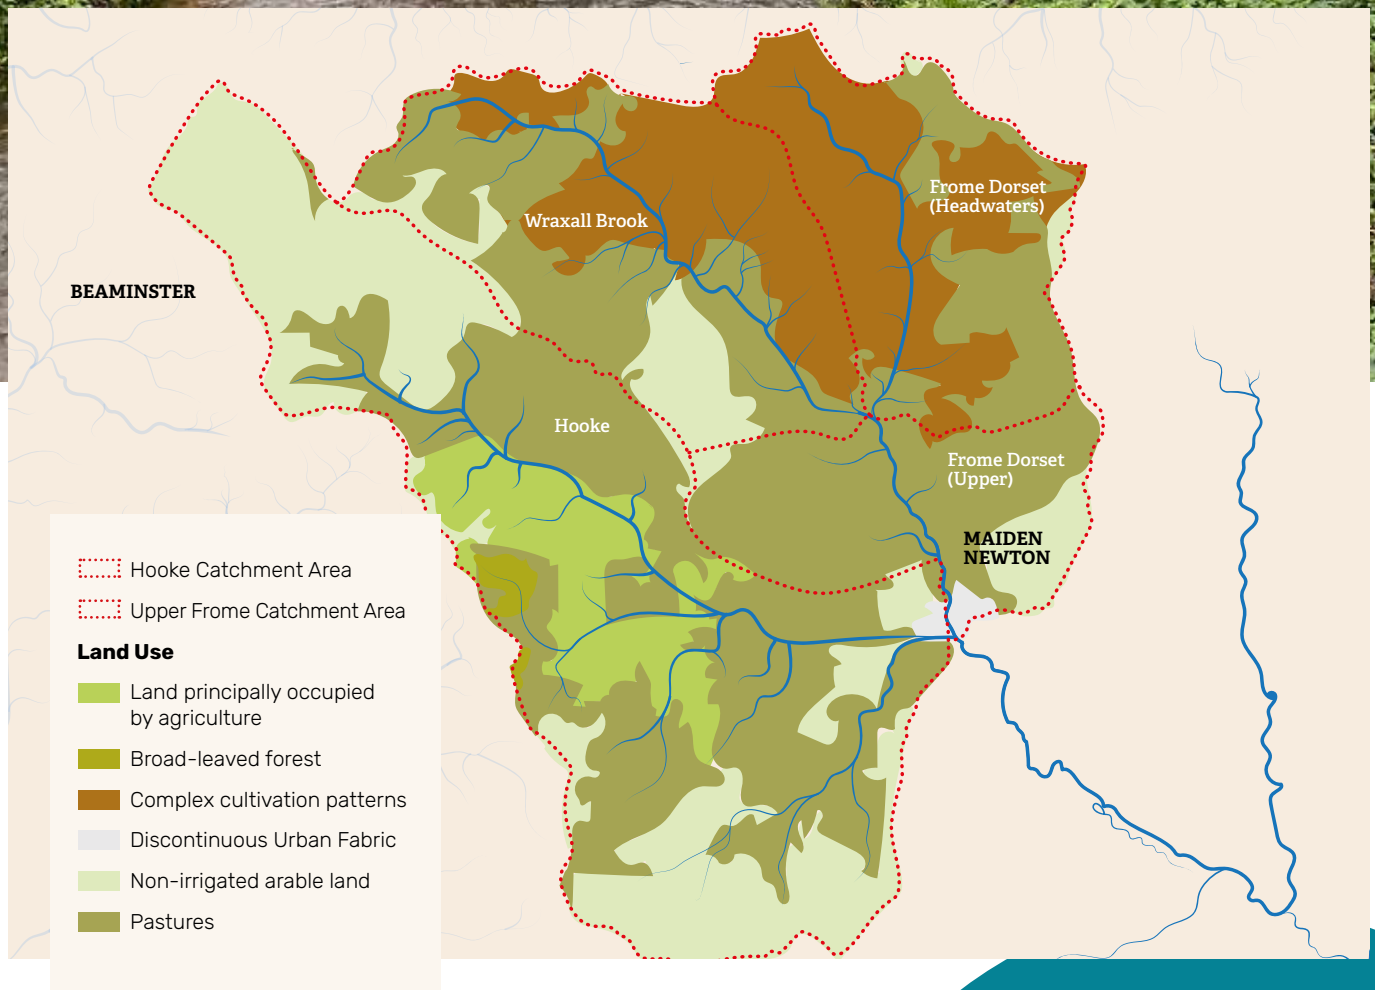 Frome Dorset
(Headwaters)
Wraxall Brook
BEAMINSTER
Hooke
Frome Dorset
(Upper)
MAIDEN
NEWTON
Hooke Catchment Area
Upper Frome Catchment Area
Land Use
Land principally occupied
by agriculture
Broad-leaved forest
Complex cultivation patterns
Discontinuous Urban Fabric
Non-irrigated arable land
Pastures